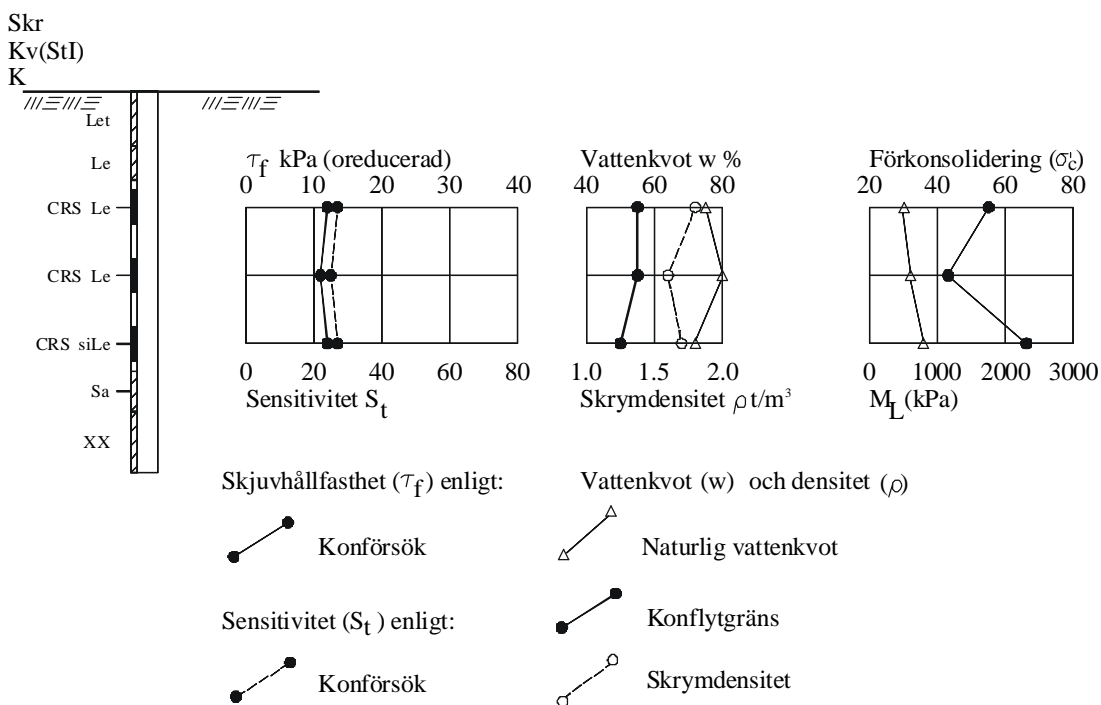 Skr
Kv(StI)
K
Let
Le
CRS Le
CRS Le
CRS siLe
Sa
XX
τf kPa (oreducerad)
0 10 20 30 40
0 20 40 60 80
Sensitivitet St
Vattenkvot w %
40 60 80
1.0 1.5 2.0
Skrymdensitet ρ t/m³
Förkonsolidering (σ'c)
20 40 60 80
0 1000 2000 3000
ML (kPa)
Skjuvhållfasthet (τf) enligt:
Konförsök
Sensitivitet (St) enligt:
Konförsök
Vattenkvot (w) och densitet (ρ)
Naturlig vattenkvot
Konflytgräns
Skrymdensitet